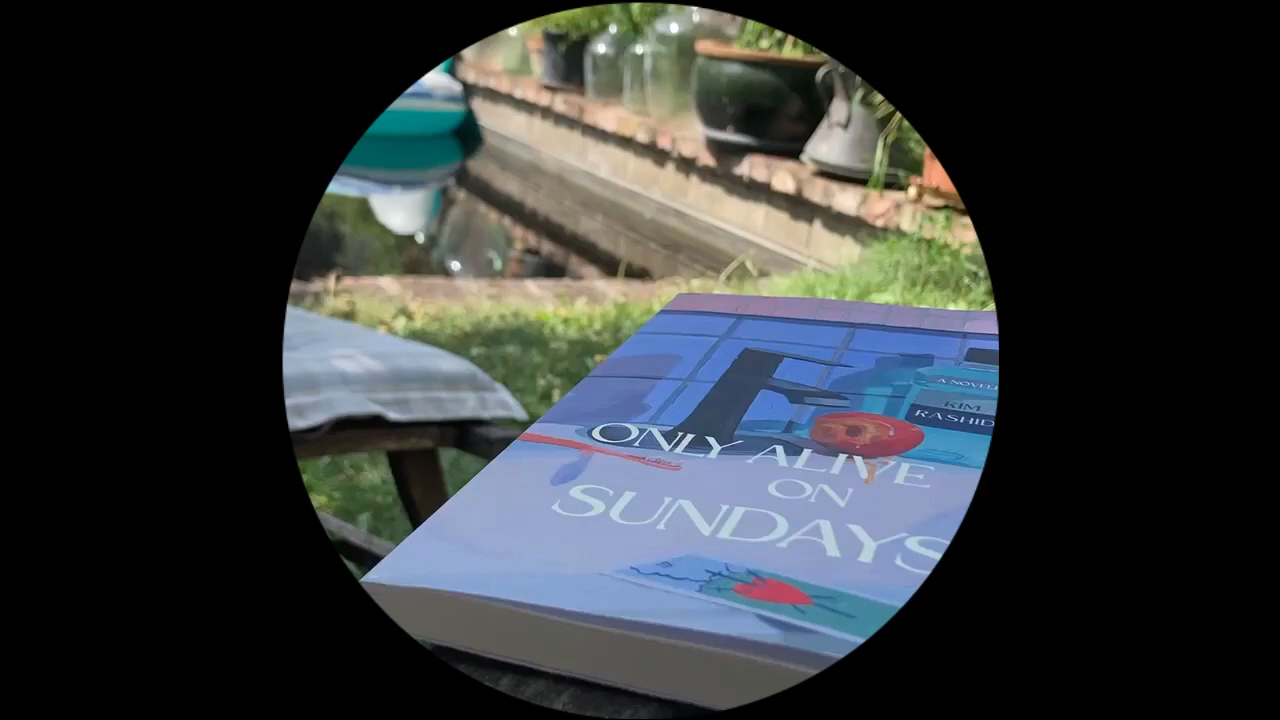 A NOVEL
KIM
RASHID
ONLY ALIVE
ON
SUNDAYS